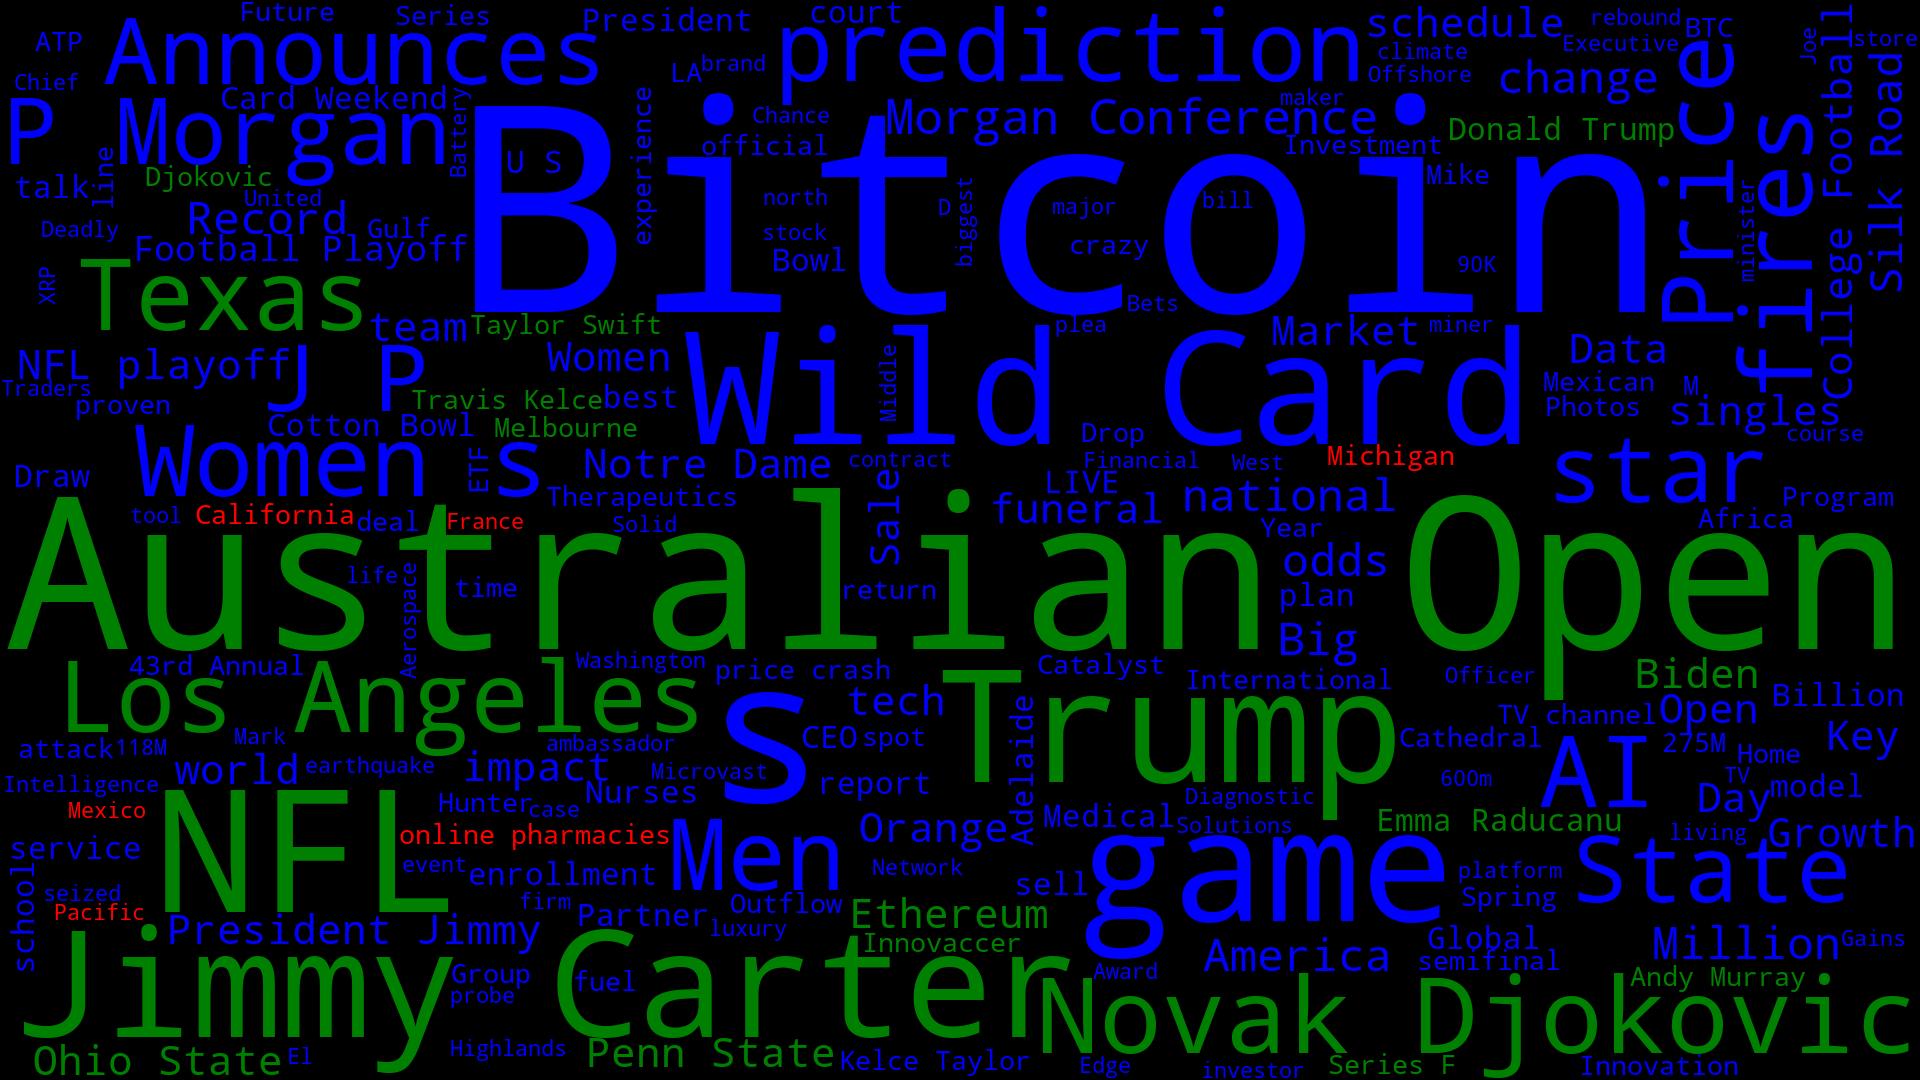 Future
Series
President
court
schedule
rebound
BTC
Joe
ATP
Announces
prediction
Executive
store
Chief
LA
brand
climate
Offshore
change
Price
fires
College Football
Silk Road
Card Weekend
Battery
experience
Chance
Morgan Conference
maker
Donald Trump
P Morgan
official
Investment
talk
line
Djokovic
U S
Bitcoin
Mike
United
Record
Gulf
north
D
biggest
major
bill
minister
Deadly
Football Playoff
stock
Bowl
crazy
90K
XRP
Texas
team
Taylor Swift
Bets
plea
Market
miner
NFL playoff
J P
Women
Wild Card
Middle
Data
Traders
proven
Travis Kelce
best
Mexican
M.
Photos
singles
Cotton Bowl
Melbourne
Drop
course
Women s
ETF
Notre Dame
contract
Financial
West
Michigan
star
Draw
Therapeutics
Sale
LIVE
funeral
national
Program
tool
California
deal
France
Solid
Year
Africa
Australian Open
life
Aerospace
time
return
odds
plan
Big
43rd Annual
Washington
price crash
Catalyst
International
Officer
Biden
Los Angeles
s
tech
Trump
Adelaide
TV channel
Open
Billion
attack
118M
Mark
ambassador
CEO
spot
Cathedral
AI
275M
Home
Key
Intelligence
world
earthquake
impact
Microvast
report
600m
TV
Mexico
Hunter
case
Nurses
Diagnostic
Day
model
NFL
online pharmacies
Men
Orange
Medical
Solutions
Emma Raducanu
living
Growth
service
event
enrollment
Network
sell
game
platform
State
school
seized
firm
Partner
Outflow
Spring
Pacific
President Jimmy
luxury
Ethereum
Global
Million
Gains
Jimmy Carter
Group
fuel
Innovaccer
Award
America
semifinal
Andy Murray
probe
Novak Djokovic
Ohio State
El
Highlands
Penn State
Kelce Taylor
Edge
investor
Series F
Innovation